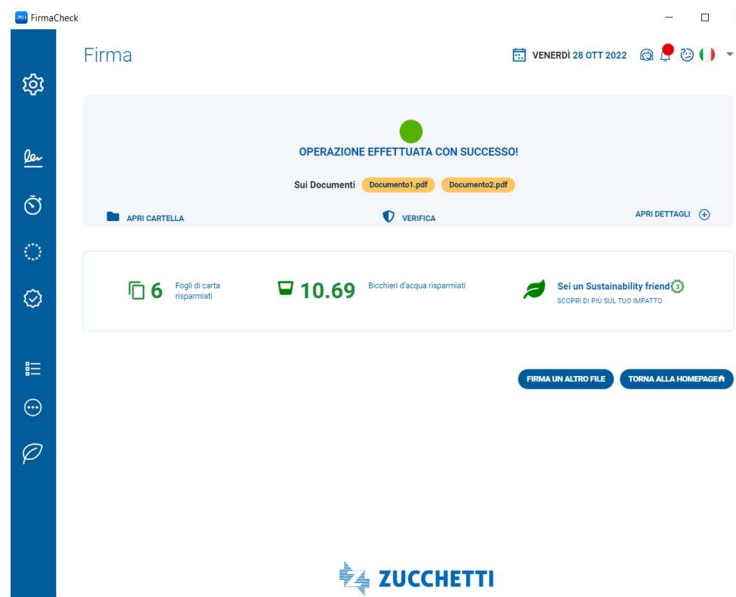 FirmaCheck
Firma
VENERDÌ 28 OTT 2022
OPERAZIONE EFFETTUATA CON SUCCESSO!
Sui Documenti Documento1.pdf Documento2.pdf
APRI CARTELLA
VERIFICA
APRI DETTAGLI
6 Fogli di carta
risparmiati
10.69 Bicchieri d'acqua risparmiati
Sei un Sustainability friend 3
SCOPRI DI PIÙ SUL TUO IMPATTO
FIRMA UN ALTRO FILE
TORNA ALLA HOMEPAGE
ZUCCHETTI